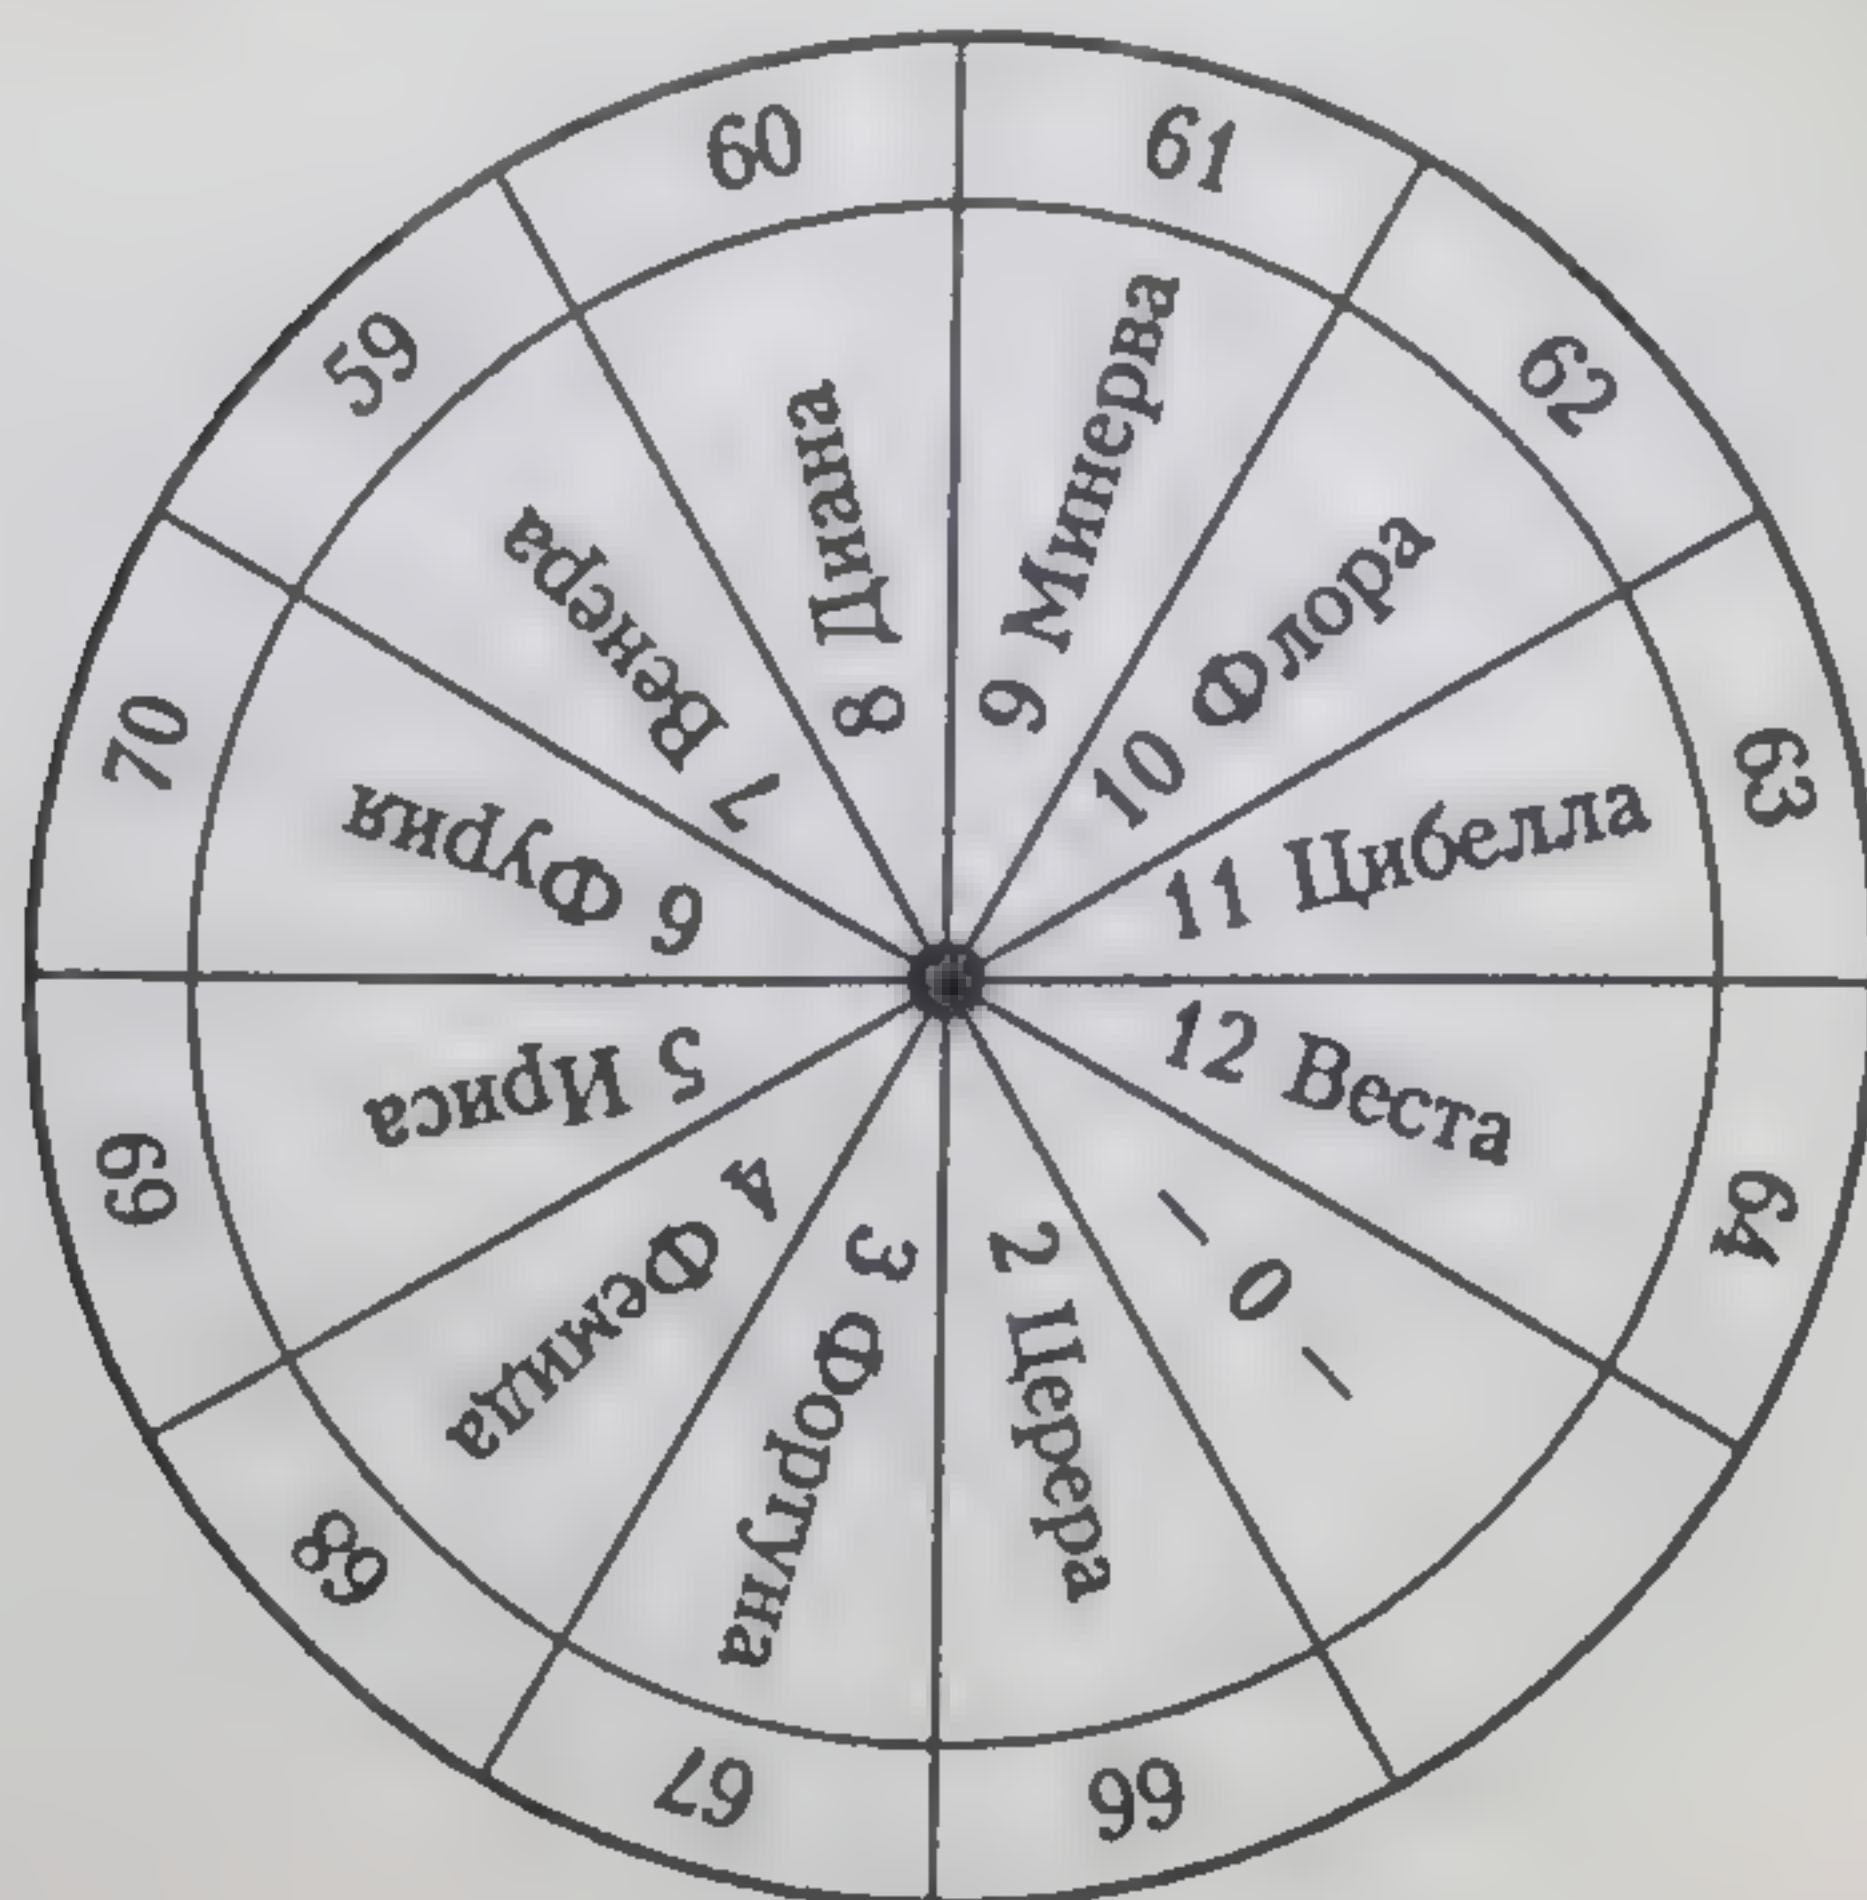 60
61
62
63
64
66
67
68
69
70
59
8 Диана
9 Минерва
10 Флора
11 Цибелла
12 Веста
– 0 –
2 Церера
3 Фортуна
4 Фемида
5 Ириса
6 Фурия
7 Венера